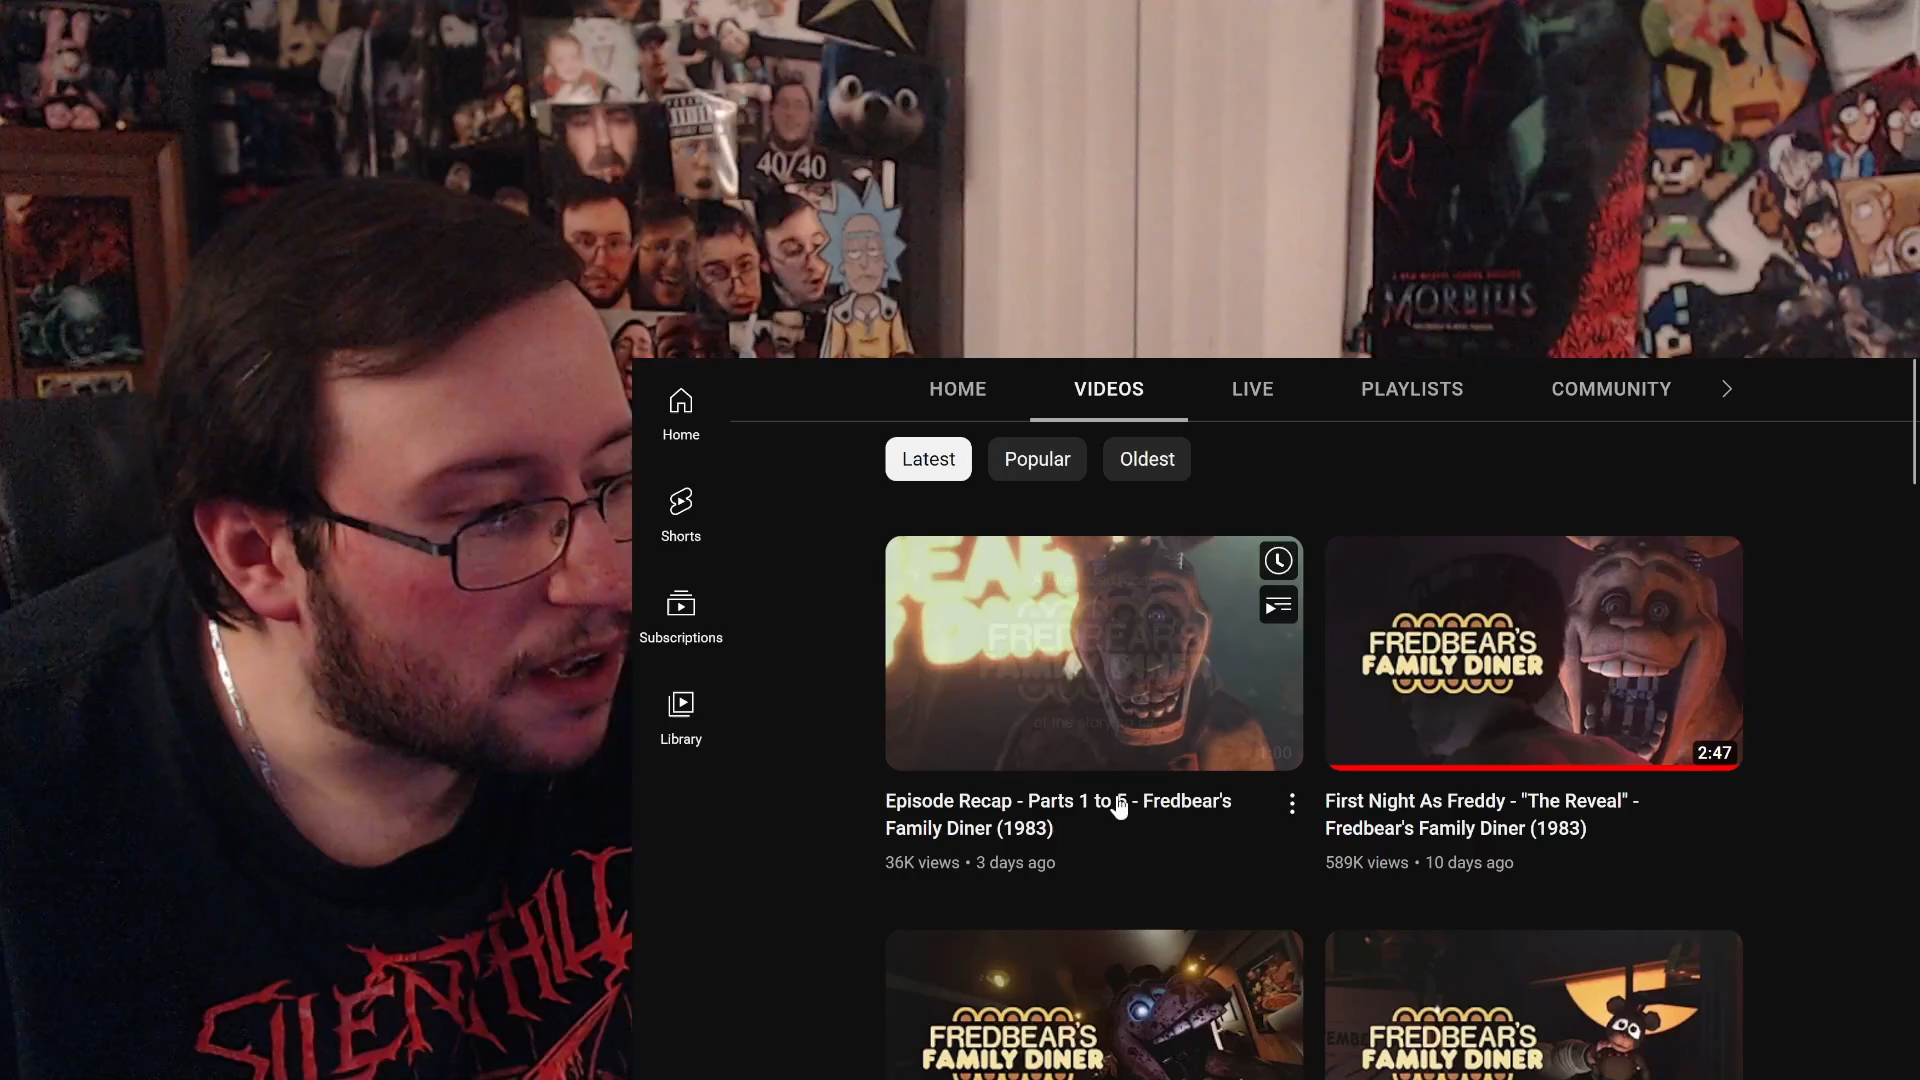 40/40
MORBIUS
HOME
VIDEOS
LIVE
PLAYLISTS
COMMUNITY
Home
Latest
Popular
Oldest
Shorts
Subscriptions
Library
FREDBEAR'S
FAMILY DINER
2:47
Episode Recap - Parts 1 to 5 - Fredbear's
Family Diner (1983)
36K views • 3 days ago
First Night As Freddy - "The Reveal" -
Fredbear's Family Diner (1983)
589K views • 10 days ago
FREDBEAR'S
FAMILY DINER
FREDBEAR'S
FAMILY DINER
SILENT HILL